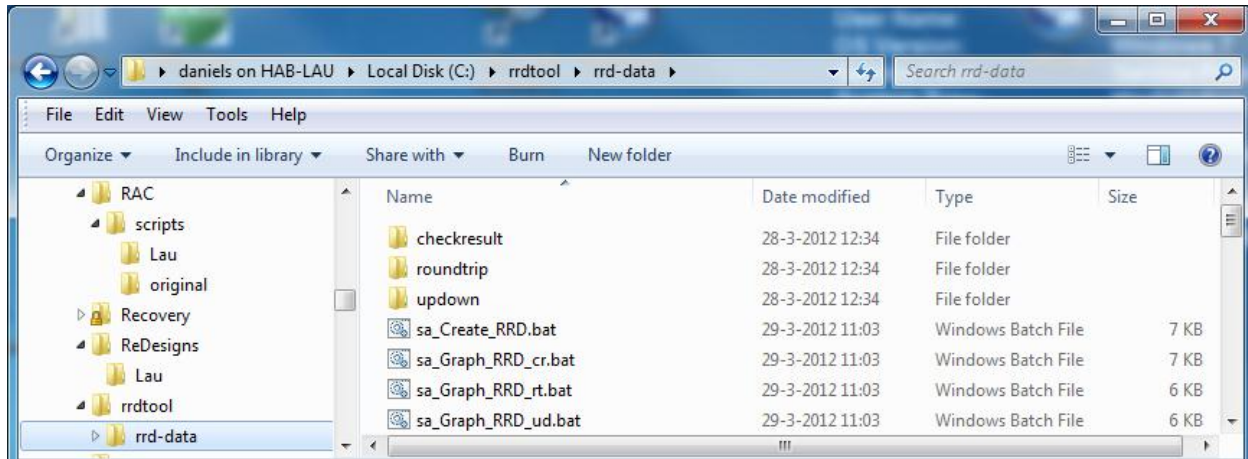 User Name:
OS Version:
daniels on HAB-LAU Local Disk (C:) rrdtool rrd-data Search rrd-data
File Edit View Tools Help
Organize Include in library Share with Burn New folder
RAC
scripts
Lau
original
Recovery
ReDesigns
Lau
rrdtool
rrd-data
Name Date modified Type Size
checkresult 28-3-2012 12:34 File folder
roundtrip 28-3-2012 12:34 File folder
updown 28-3-2012 12:34 File folder
sa_Create_RRD.bat 29-3-2012 11:03 Windows Batch File 7 KB
sa_Graph_RRD_cr.bat 29-3-2012 11:03 Windows Batch File 7 KB
sa_Graph_RRD_rt.bat 29-3-2012 11:03 Windows Batch File 6 KB
sa_Graph_RRD_ud.bat 29-3-2012 11:03 Windows Batch File 6 KB